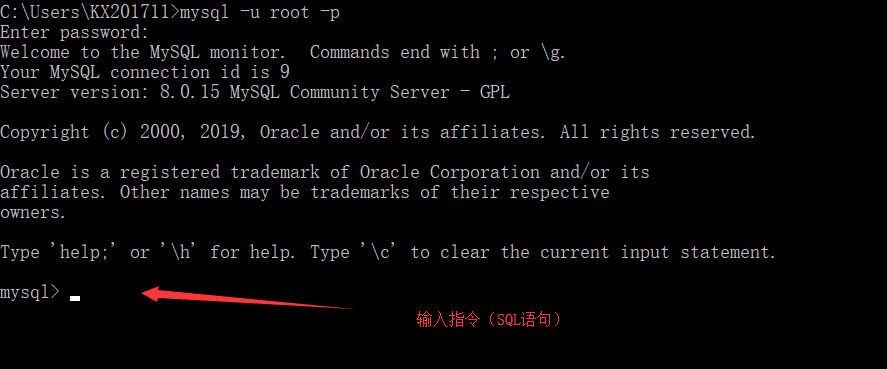 C:\Users\KX201711>mysql -u root -p
Enter password:
Welcome to the MySQL monitor.  Commands end with ; or \g.
Your MySQL connection id is 9
Server version: 8.0.15 MySQL Community Server - GPL
Copyright (c) 2000, 2019, Oracle and/or its affiliates. All rights reserved.
Oracle is a registered trademark of Oracle Corporation and/or its
affiliates. Other names may be trademarks of their respective
owners.
Type 'help;' or '\h' for help. Type '\c' to clear the current input statement.
mysql>
输入指令（SQL语句）